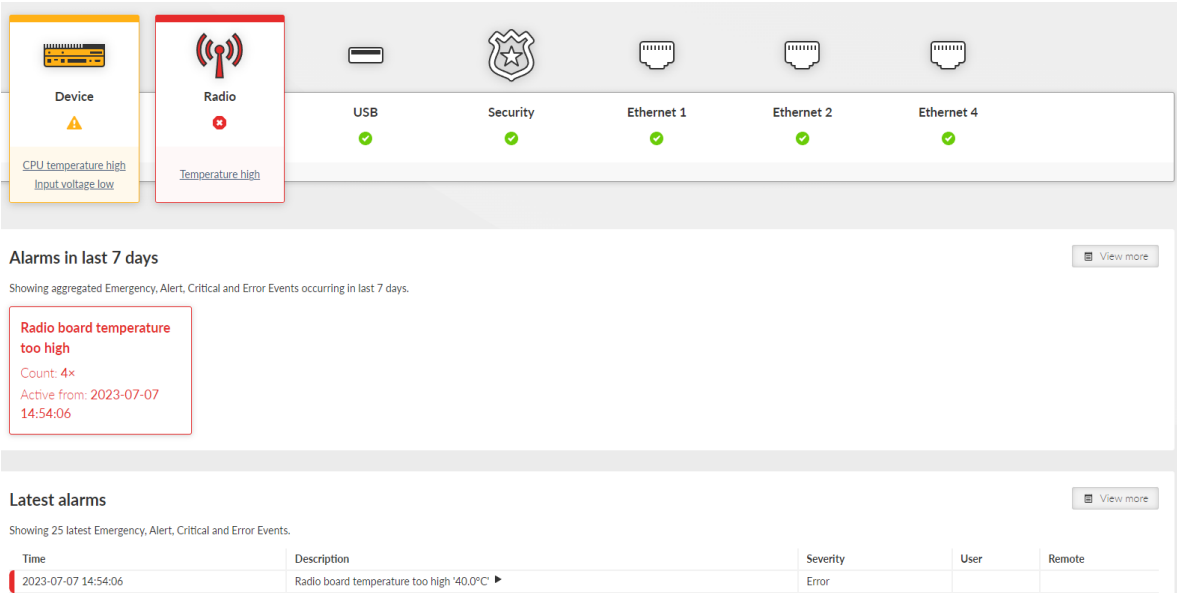 Device
Radio
USB
Security
Ethernet 1
Ethernet 2
Ethernet 4
CPU temperature high
Input voltage low
Temperature high
Alarms in last 7 days
View more
Showing aggregated Emergency, Alert, Critical and Error Events occurring in last 7 days.
Radio board temperature
too high
Count: 4×
Active from: 2023-07-07
14:54:06
Latest alarms
View more
Showing 25 latest Emergency, Alert, Critical and Error Events.
Time Description Severity User Remote
2023-07-07 14:54:06 Radio board temperature too high '40.0°C' Error